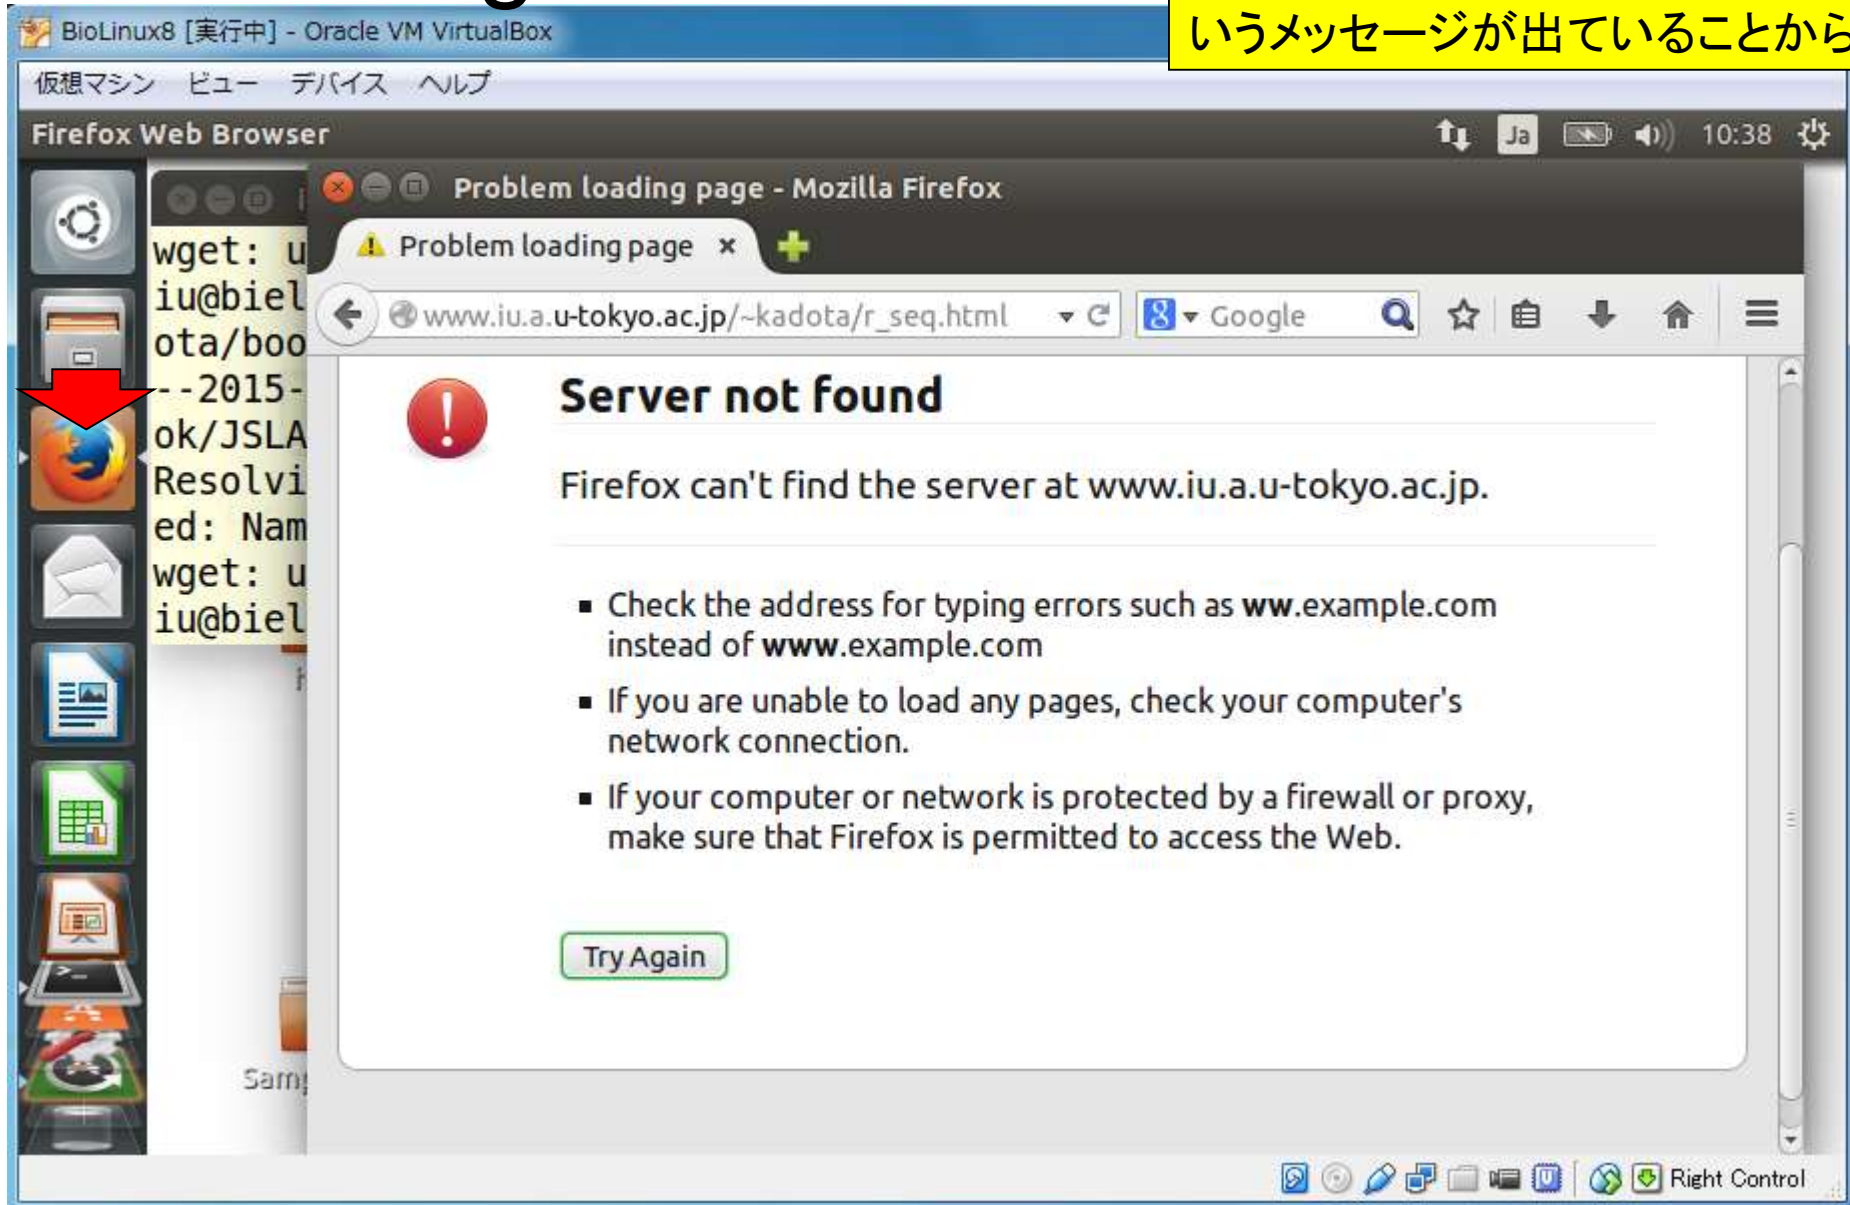 いうメッセージが出ていることから
BioLinux8 [実行中] - Oracle VM VirtualBox
仮想マシン ビュー デバイス ヘルプ
Firefox Web Browser
Ja
10:38
Problem loading page - Mozilla Firefox
Problem loading page
www.iu.a.u-tokyo.ac.jp/~kadota/r_seq.html
Google
wget: u
iu@biel
ota/boo
--2015-
ok/JSLA
Resolvi
ed: Nam
wget: u
iu@biel
Server not found
Firefox can't find the server at www.iu.a.u-tokyo.ac.jp.
Check the address for typing errors such as ww.example.com
instead of www.example.com
If you are unable to load any pages, check your computer's
network connection.
If your computer or network is protected by a firewall or proxy,
make sure that Firefox is permitted to access the Web.
Try Again
Sam
Right Control